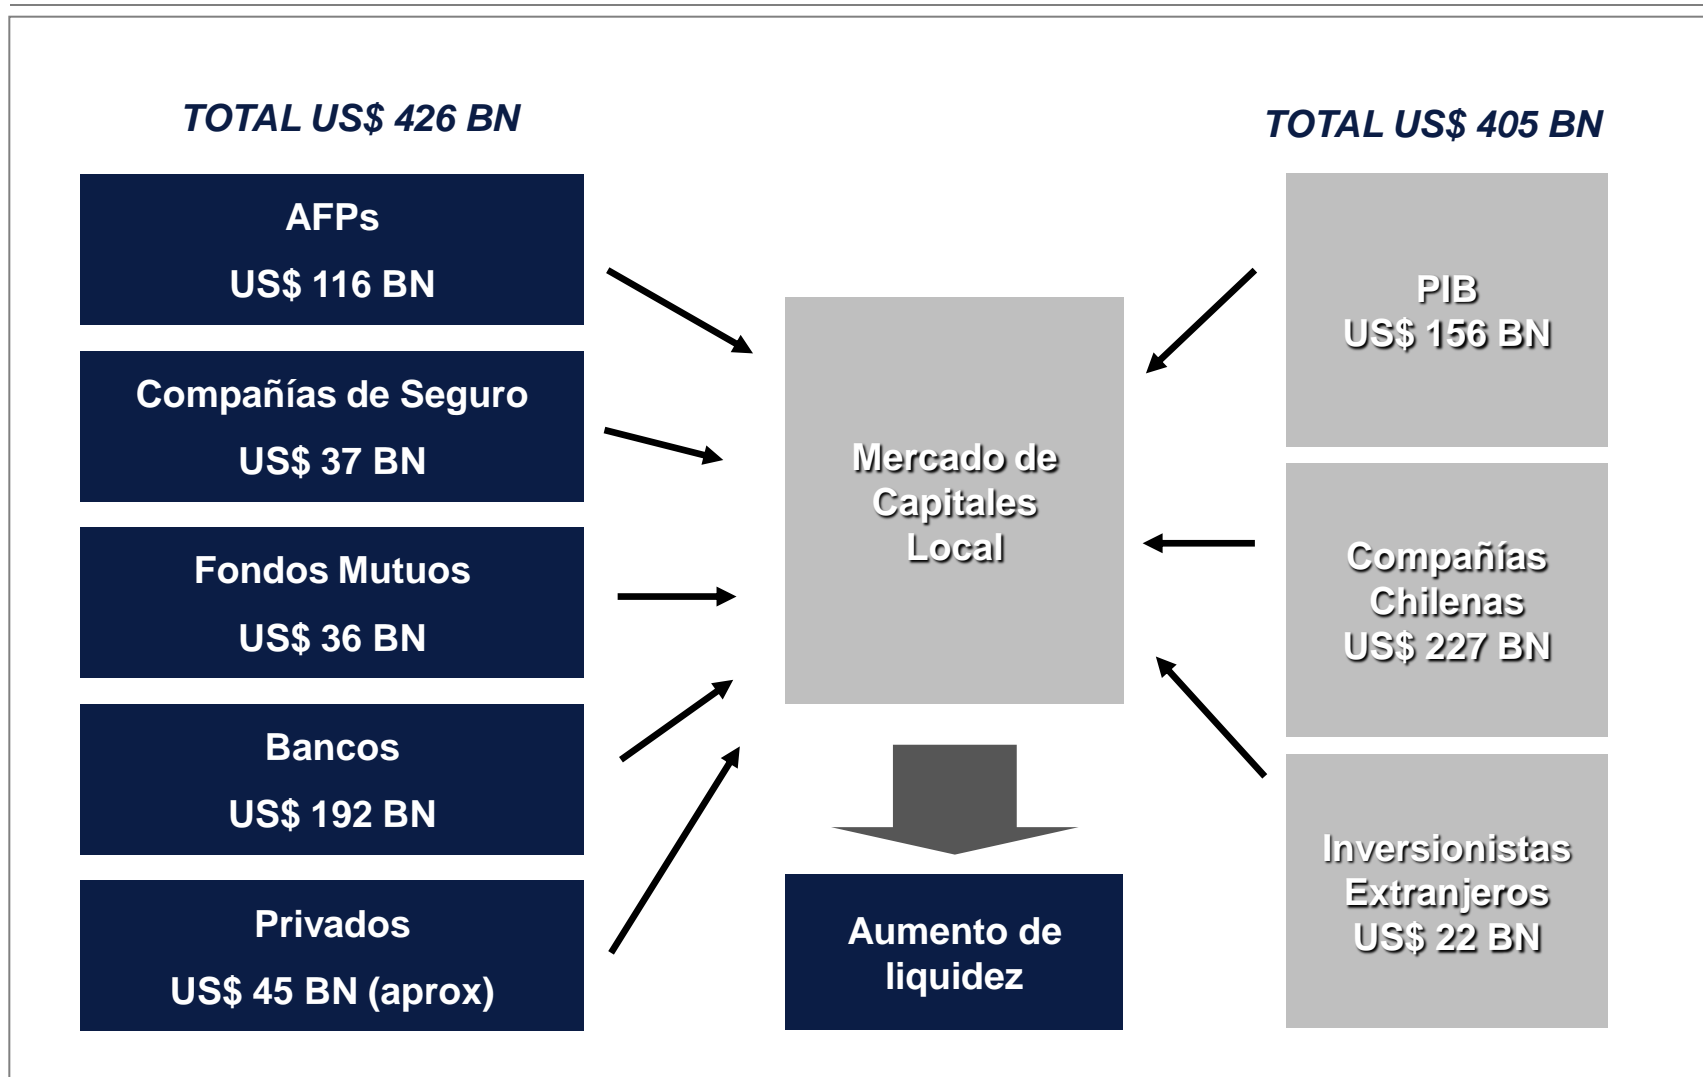 TOTAL US$ 426 BN
AFPs
US$ 116 BN
Compañías de Seguro
US$ 37 BN
Fondos Mutuos
US$ 36 BN
Bancos
US$ 192 BN
Privados
US$ 45 BN (aprox)
Mercado de
Capitales
Local
Aumento de
liquidez
TOTAL US$ 405 BN
PIB
US$ 156 BN
Compañías
Chilenas
US$ 227 BN
Inversionistas
Extranjeros
US$ 22 BN